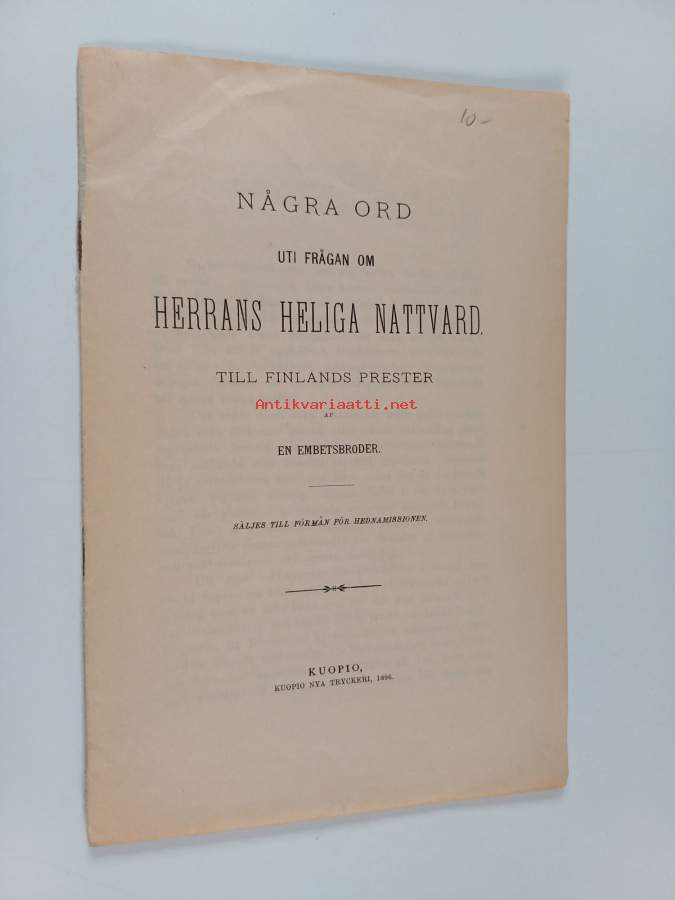 10-
NÅGRA ORD
UTI FRÅGAN OM
HERRANS HELIGA NATTVARD.
TILL FINLANDS PRESTER
Antikvariaatti.net
AF
EN EMBETSBRODER.
SÄLJES TILL FÖRMÅN FÖR HEDNAMISSIONEN.
KUOPIO,
KUOPIO NYA TRYCKERI, 1896.